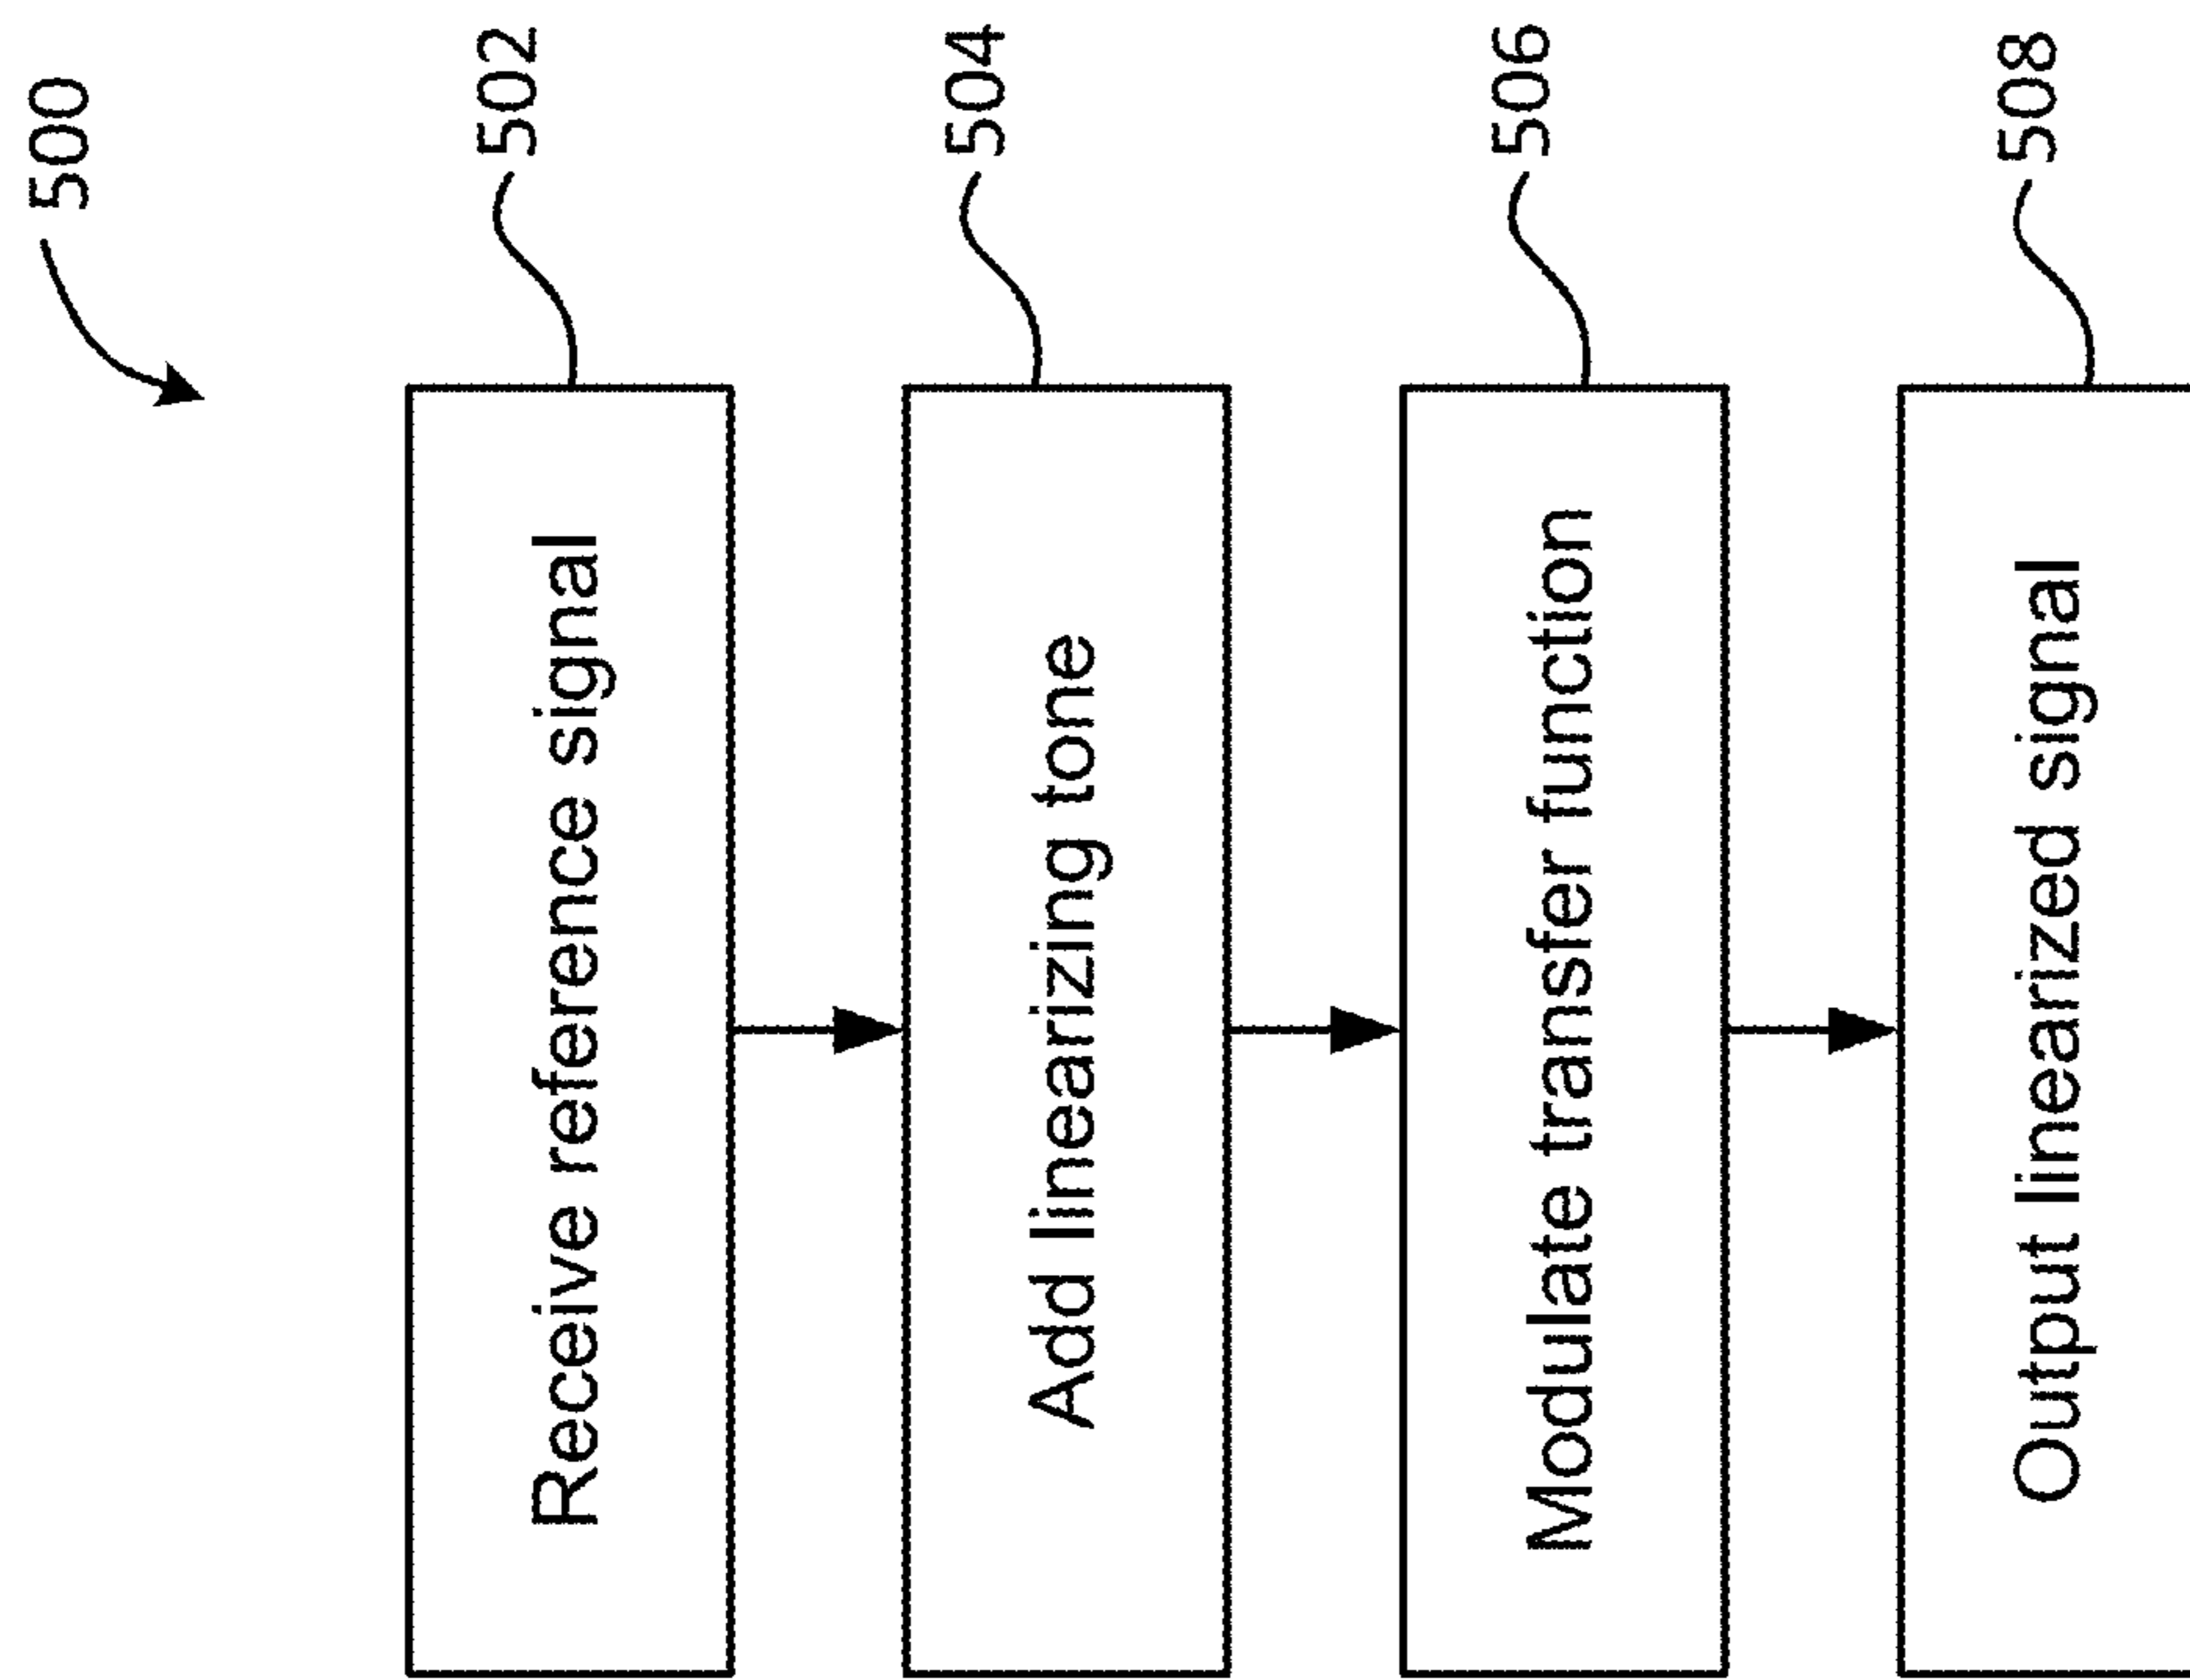 500
Receive reference signal
502
Add linearizing tone
504
Modulate transfer function
506
Output linearized signal
508